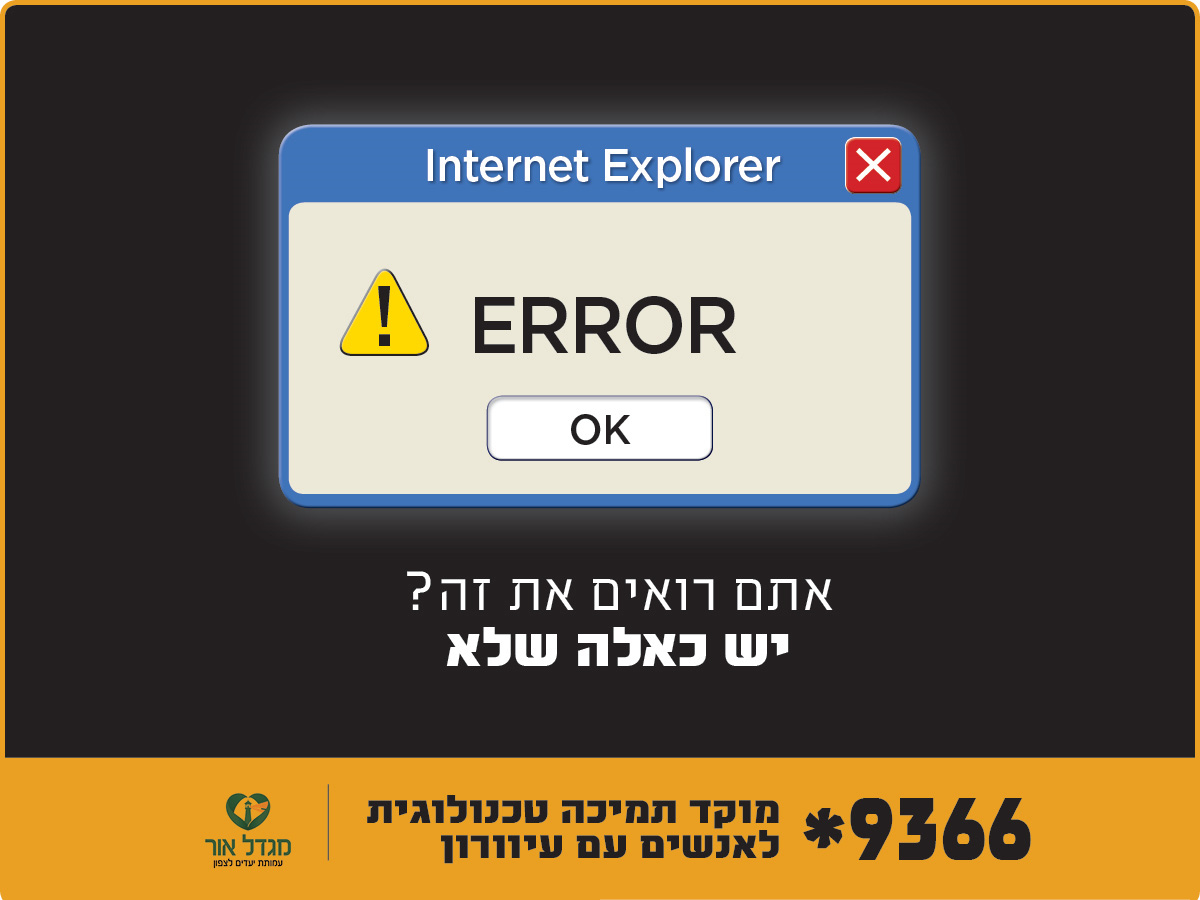 Internet Explorer
ERROR
OK
אתם רואים את זה?
יש כאלה שלא
*9366
מוקד תמיכה טכנולוגית
לאנשים עם עיוורון
מגדל אור
עמותת יעדים לצפון